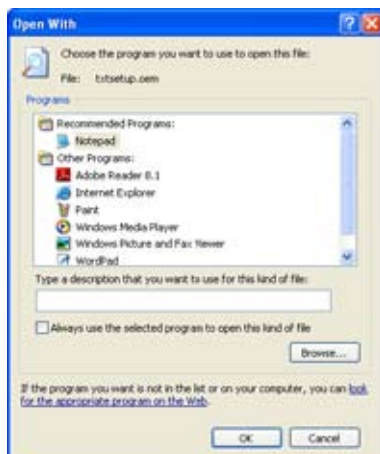 Open With
Choose the program you want to use to open this file:
File: txtsetup.oem
Programs
Recommended Programs:
Notepad
Other Programs:
Adobe Reader 8.1
Internet Explorer
Paint
Windows Media Player
Windows Picture and Fax Viewer
WordPad
Type a description that you want to use for this kind of file:
Always use the selected program to open this kind of file
Browse...
If the program you want is not in the list or on your computer, you can look
for the appropriate program on the Web.
OK Cancel